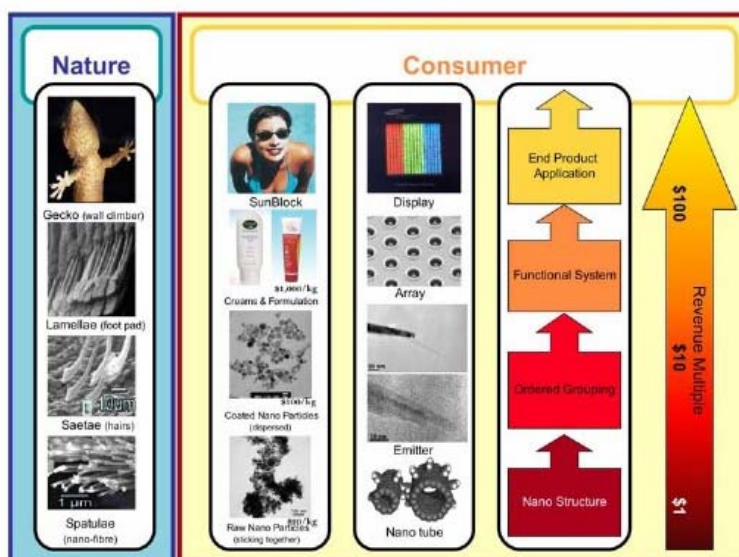 Nature
Gecko (wall climber)
Lamellae (foot pad)
10µm
Saetae (hairs)
1 µm
Spatulae
(nano-fibre)
Consumer
SunBlock
$1,000/kg
Creams & Formulation
$100/kg
Coated Nano Particles
(dispersed)
$10/kg
Raw Nano Particles
(sticking together)
Display
Array
Emitter
Nano tube
End Product
Application
Functional System
Ordered Grouping
Nano Structure
$100
$10
$1
Revenue Multiple